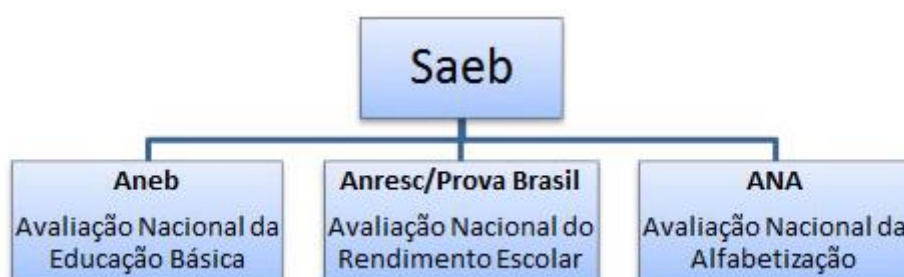 Saeb
Aneb
Avaliação Nacional da
Educação Básica
Anresc/Prova Brasil
Avaliação Nacional do
Rendimento Escolar
ANA
Avaliação Nacional da
Alfabetização